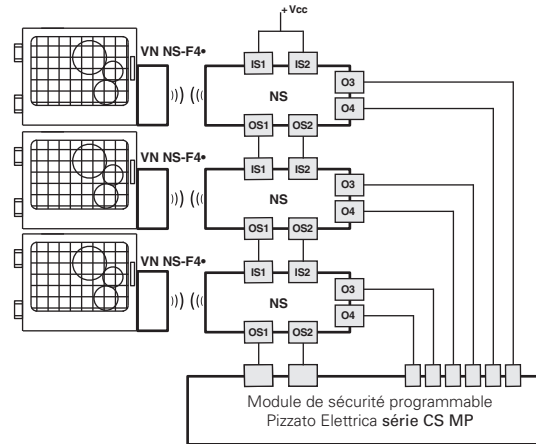 + Vcc
VN NS-F4•
IS1 IS2
O3
NS
O4
OS1 OS2
VN NS-F4•
IS1 IS2
O3
NS
O4
OS1 OS2
VN NS-F4•
IS1 IS2
O3
NS
O4
OS1 OS2
Module de sécurité programmable
Pizzato Elettrica série CS MP